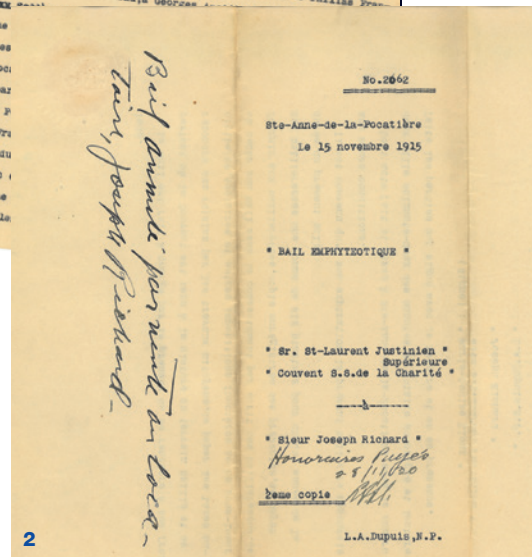 Georges
Bail annulé par vente au loca-
taire, Joseph Richard -
No.2662
Ste-Anne-de-la-Pocatière
Le 15 novembre 1915
" BAIL EMPHYTEOTIQUE "
" Sr. St-Laurent Justinien "
Supérieure
" Couvent S.S.de la Charité "
----à----
" Sieur Joseph Richard "
Honoraires Payés
2eme copie
L.A.Dupuis,N.P.
2